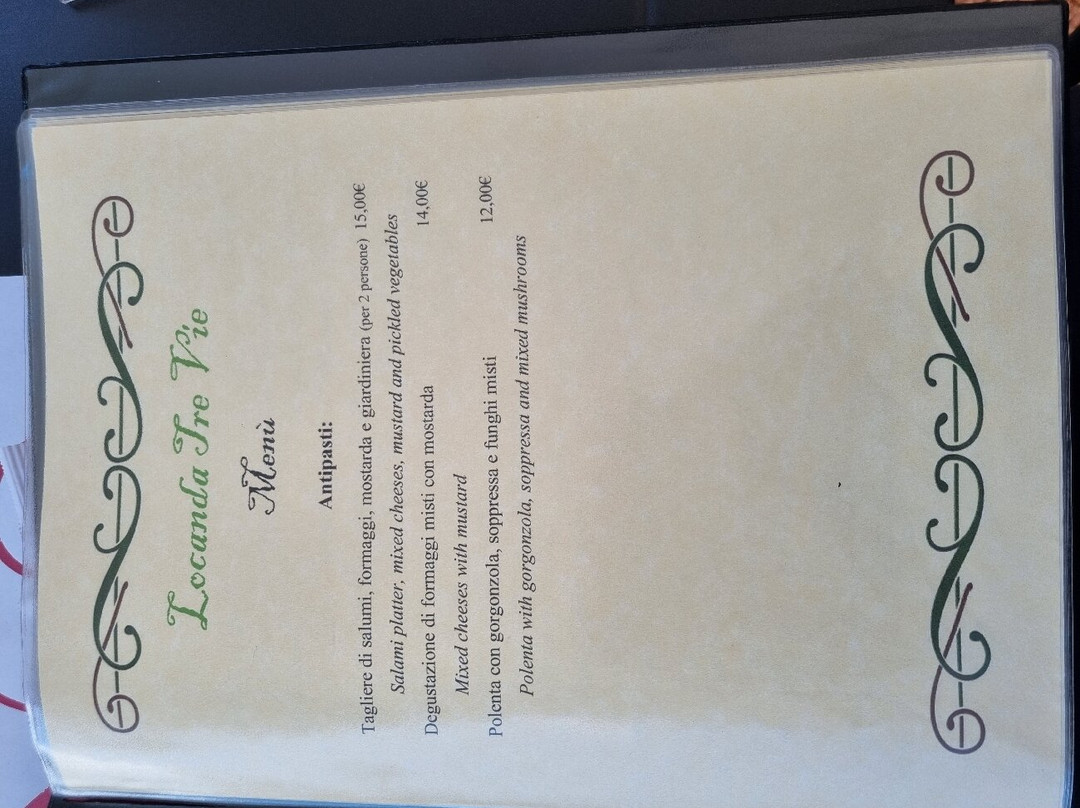 Locanda Tre Vie
Menù
Antipasti:
Tagliere di salumi, formaggi, mostarda e giardiniera (per 2 persone) 15,00€
Salami platter, mixed cheeses, mustard and pickled vegetables
Degustazione di formaggi misti con mostarda 14,00€
Mixed cheeses with mustard
Polenta con gorgonzola, soppressa e funghi misti 12,00€
Polenta with gorgonzola, soppressa and mixed mushrooms